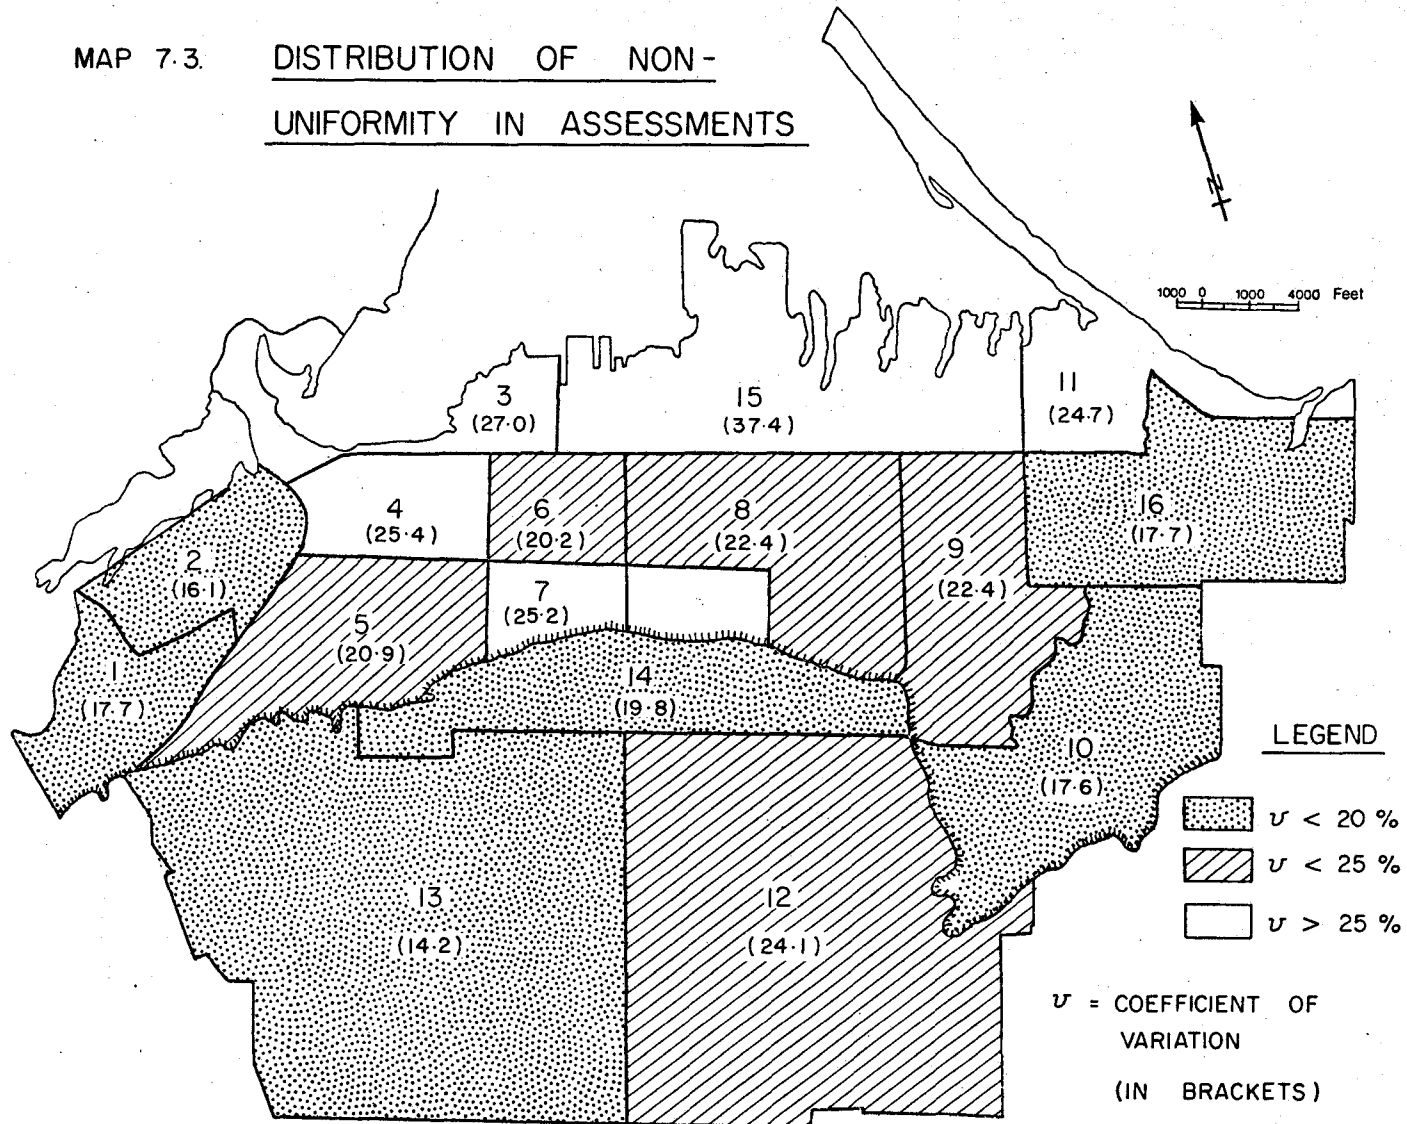 MAP 7·3. DISTRIBUTION OF NON-
UNIFORMITY IN ASSESSMENTS
N
1000 0 1000 4000 Feet
3
(27·0)
15
(37·4)
11
(24·7)
4
(25·4)
6
(20·2)
8
(22·4)
9
(22·4)
16
(17·7)
2
(16·1)
7
(25·2)
5
(20·9)
1
(17·7)
14
(19·8)
10
(17·6)
13
(14·2)
12
(24·1)
LEGEND
υ < 20 %
υ < 25 %
υ > 25 %
υ = COEFFICIENT OF
VARIATION
(IN BRACKETS)